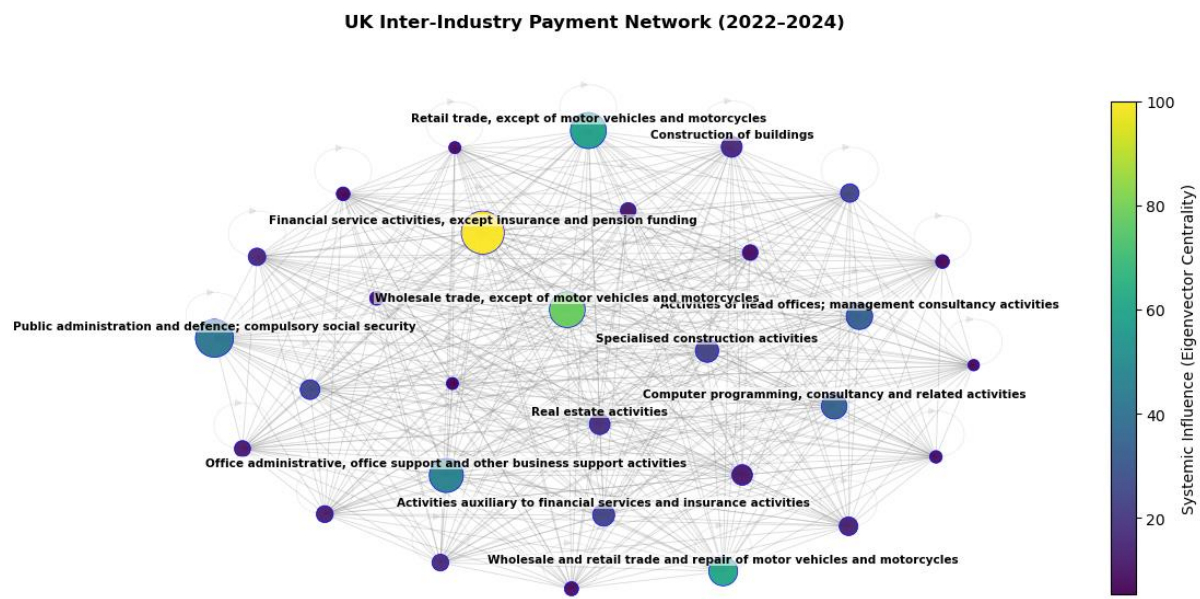 UK Inter-Industry Payment Network (2022–2024)
Retail trade, except of motor vehicles and motorcycles
Construction of buildings
Financial service activities, except insurance and pension funding
Wholesale trade, except of motor vehicles and motorcycles
Activities of head offices; management consultancy activities
Public administration and defence; compulsory social security
Specialised construction activities
Computer programming, consultancy and related activities
Real estate activities
Office administrative, office support and other business support activities
Activities auxiliary to financial services and insurance activities
Wholesale and retail trade and repair of motor vehicles and motorcycles
100
80
60
40
20
Systemic Influence (Eigenvector Centrality)